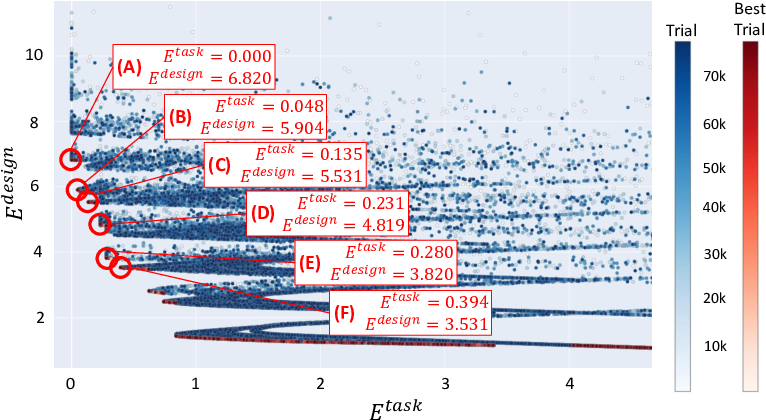 Trial
Best
Trial
10
8
6
4
2
0
1
2
3
4
E^design
E^task
(A) E^task = 0.000
E^design = 6.820
(B) E^task = 0.048
E^design = 5.904
(C) E^task = 0.135
E^design = 5.531
(D) E^task = 0.231
E^design = 4.819
(E) E^task = 0.280
E^design = 3.820
(F) E^task = 0.394
E^design = 3.531
70k
60k
50k
40k
30k
20k
10k